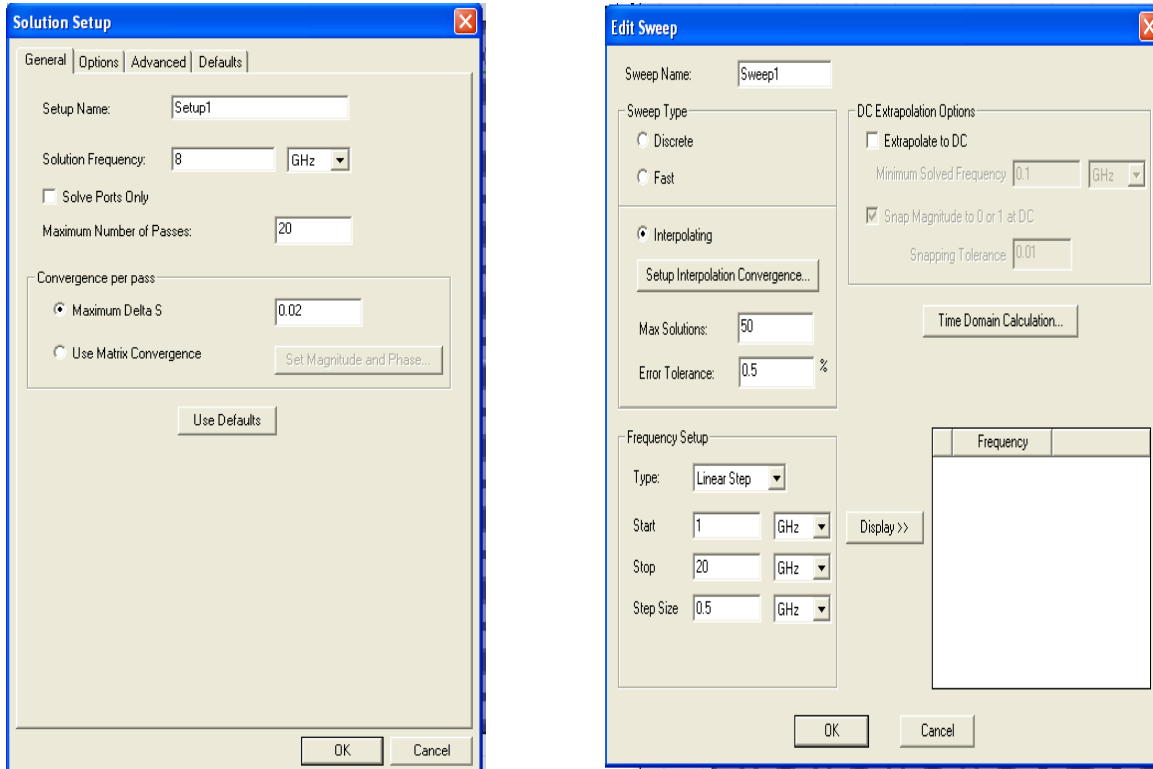 Solution Setup
General Options Advanced Defaults
Setup Name: Setup1
Solution Frequency: 8 GHz
Solve Ports Only
Maximum Number of Passes: 20
Convergence per pass
Maximum Delta S 0.02
Use Matrix Convergence Set Magnitude and Phase...
Use Defaults
OK Cancel
Edit Sweep
Sweep Name: Sweep1
Sweep Type
Discrete
Fast
Interpolating
Setup Interpolation Convergence...
Max Solutions: 50
Error Tolerance: 0.5 %
DC Extrapolation Options
Extrapolate to DC
Minimum Solved Frequency 0.1 GHz
Snap Magnitude to 0 or 1 at DC
Snapping Tolerance 0.01
Time Domain Calculation...
Frequency Setup
Type: Linear Step
Start 1 GHz
Stop 20 GHz
Step Size 0.5 GHz
Display >>
Frequency
OK Cancel